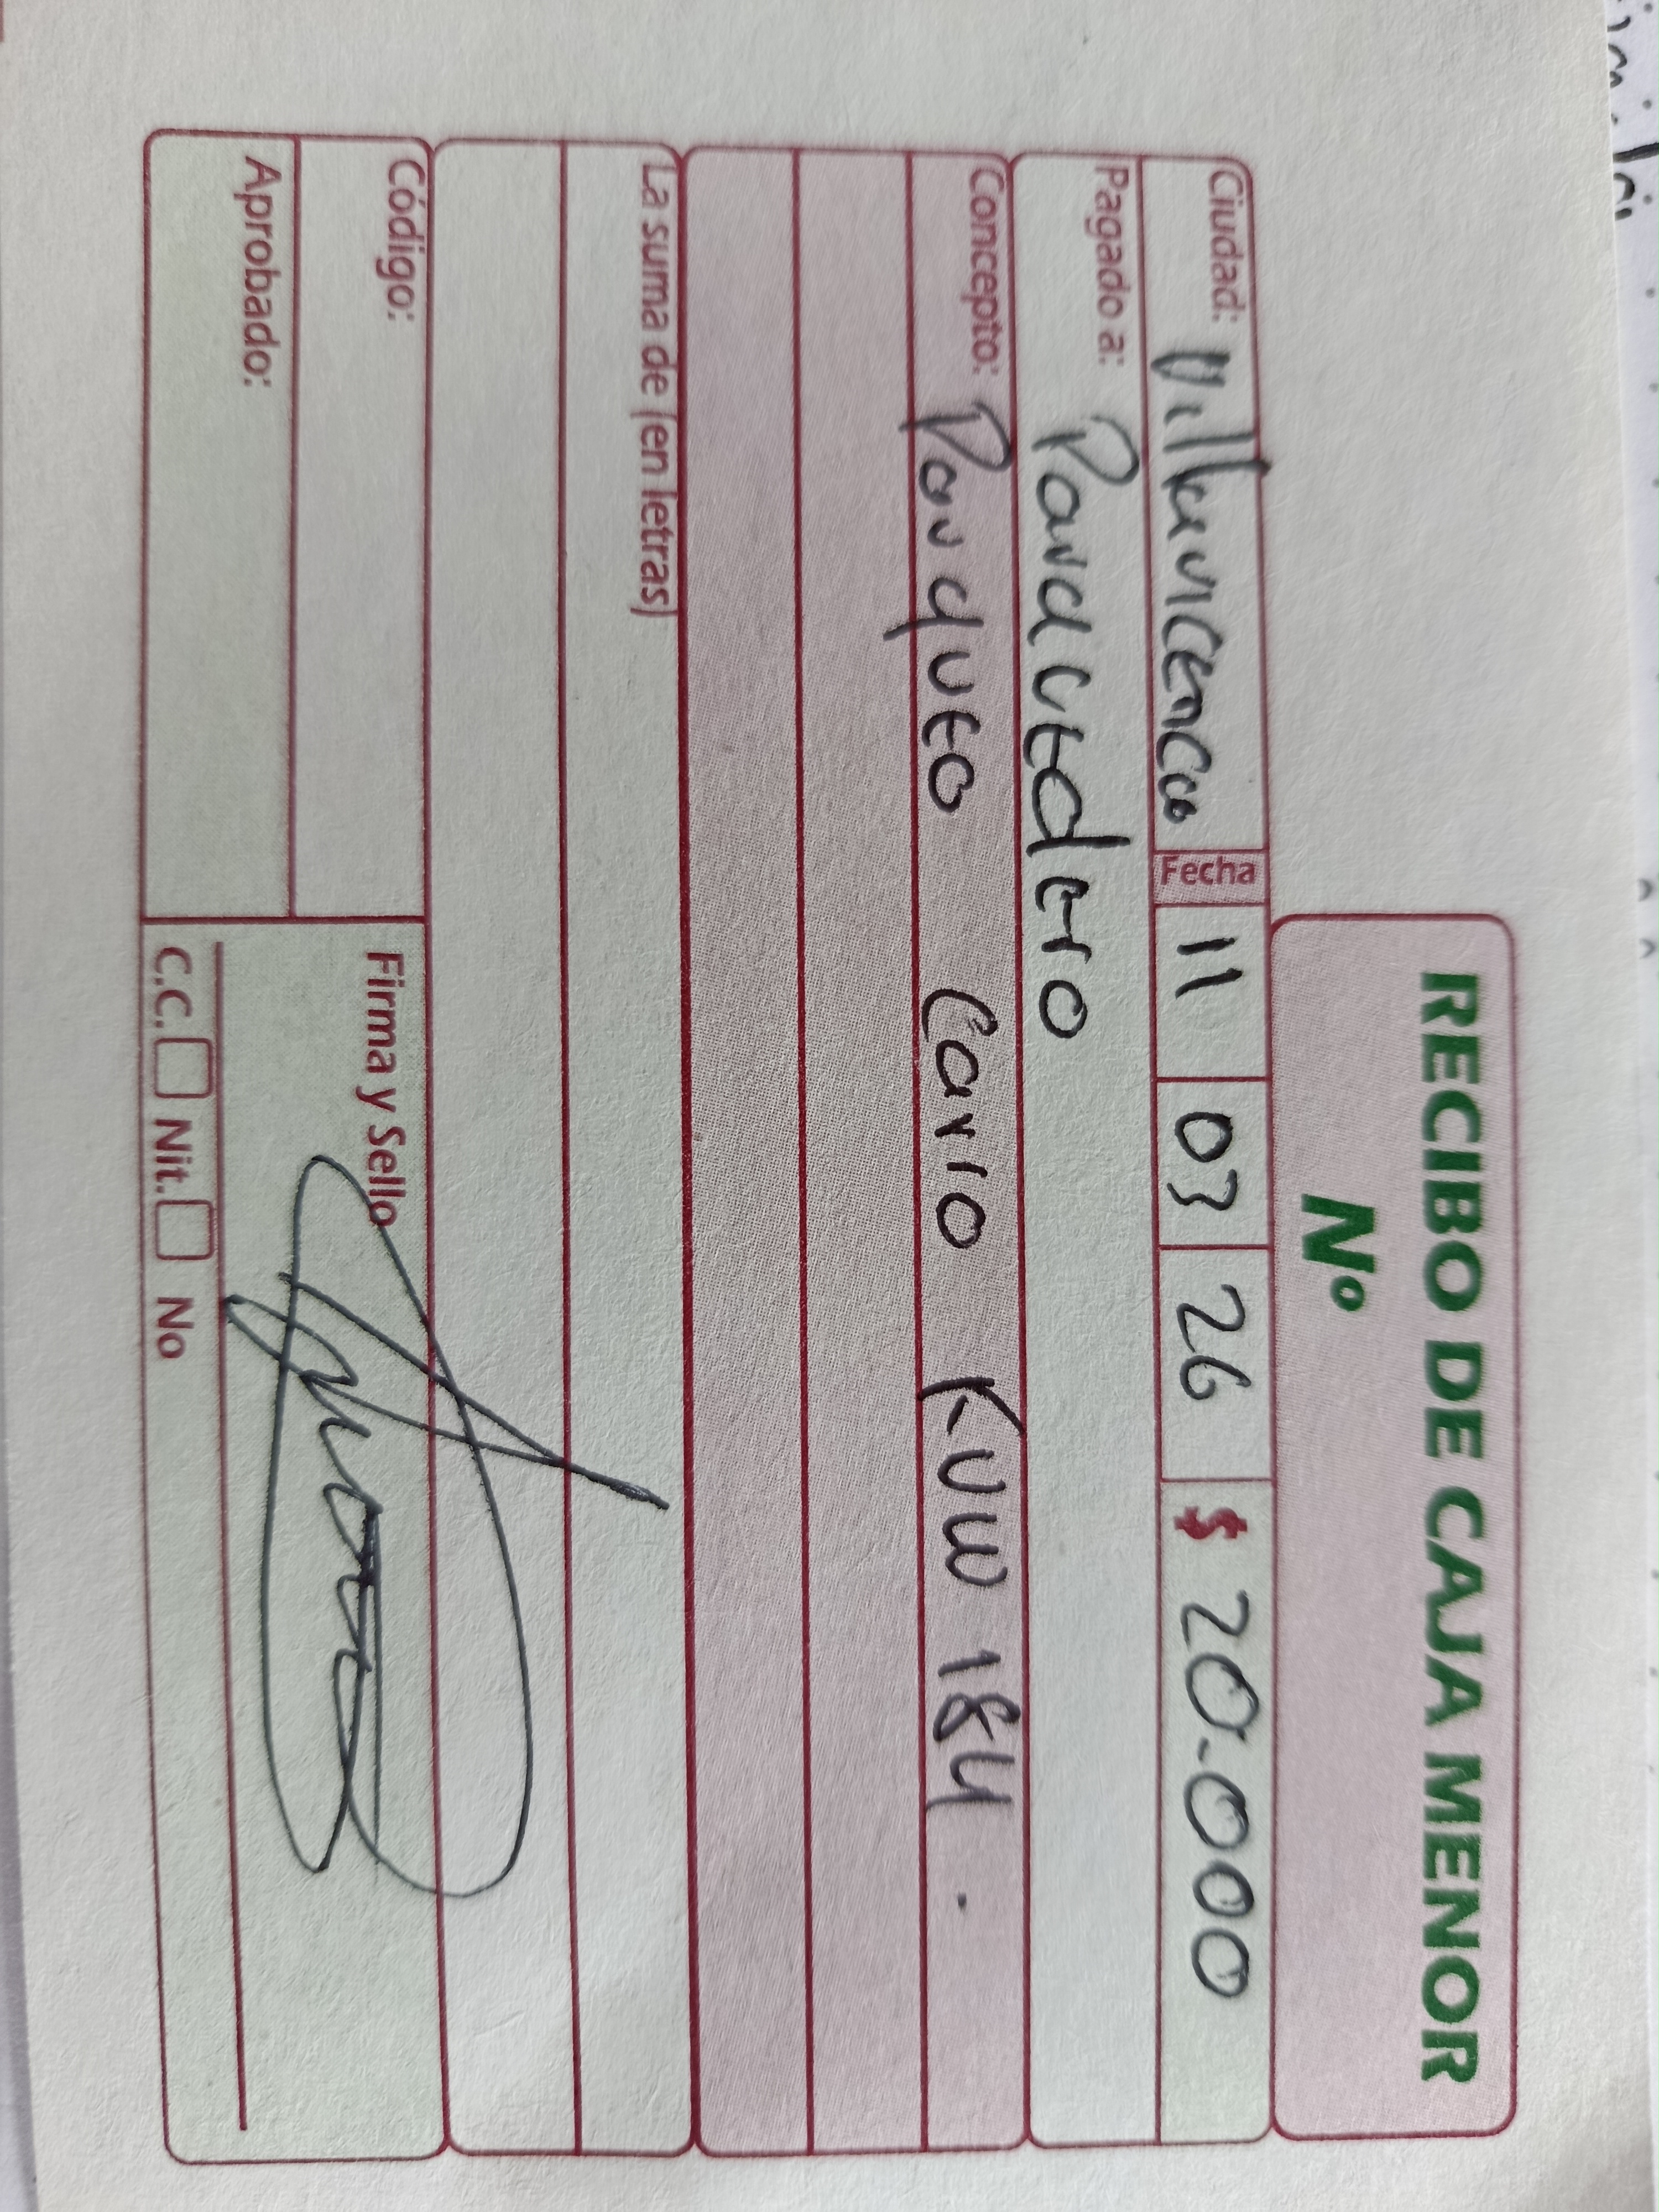 RECIBO DE CAJA MENOR
Nº
Ciudad: Villavicencio Fecha 11 03 26 $ 20.000
Pagado a: Paraueadero
Concepto: Parqueo Carro KUW 184.
La suma de (en letras)
Código:
Aprobado:
Firma y Sello
C.C. Nit. No